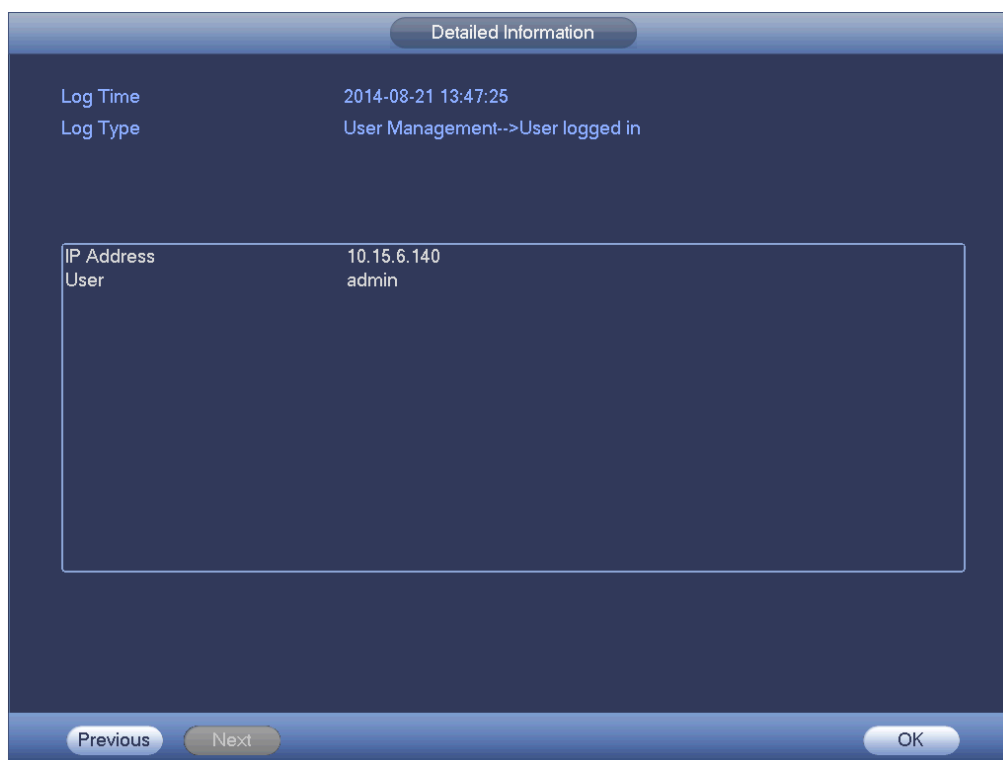 Detailed Information
Log Time 2014-08-21 13:47:25
Log Type User Management-->User logged in
IP Address 10.15.6.140
User admin
Previous Next OK